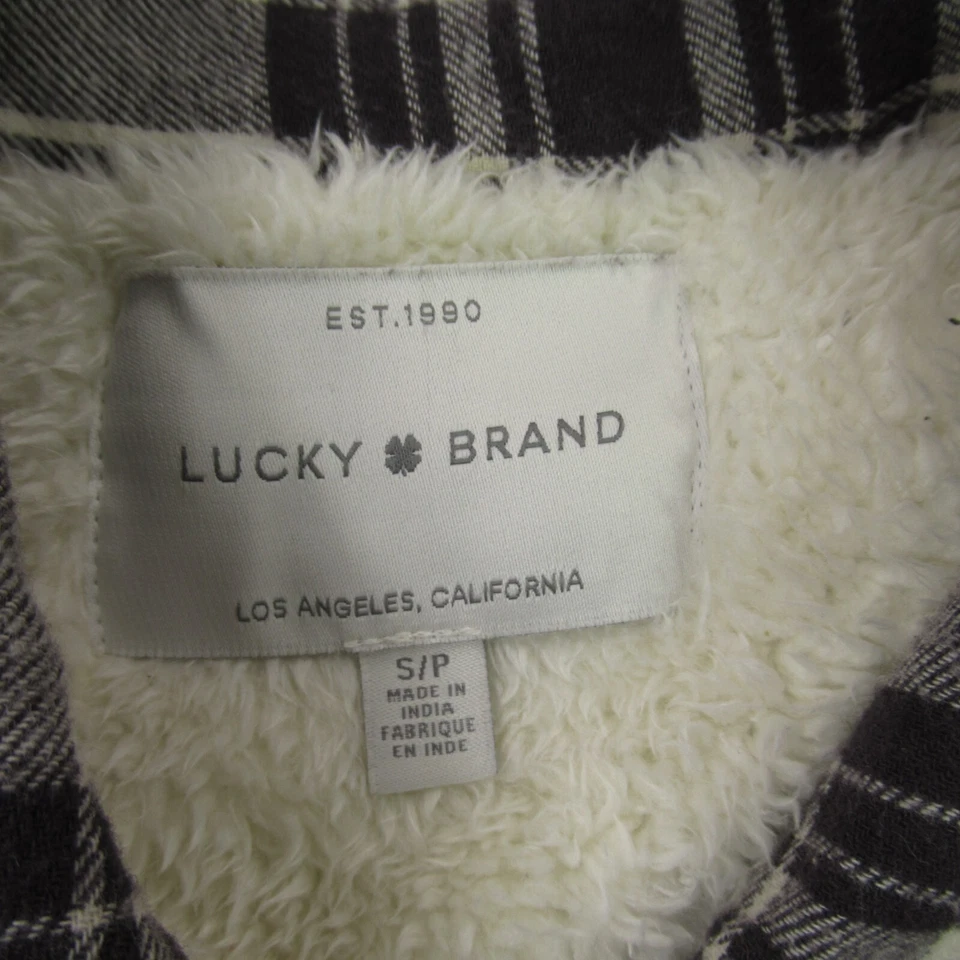 EST.1990
LUCKY BRAND
LOS ANGELES, CALIFORNIA
S/P
MADE IN
INDIA
FABRIQUE
EN INDE